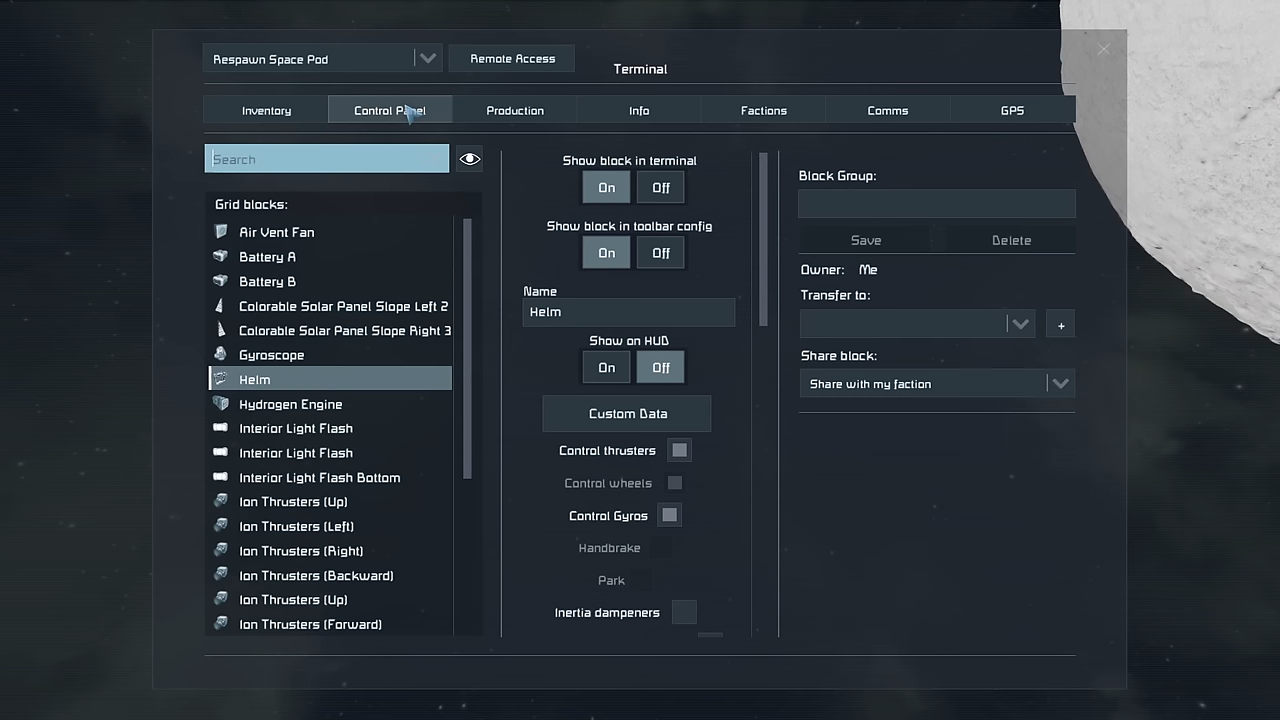 Respawn Space Pod
Remote Access
Terminal
Inventory
Control Panel
Production
Info
Factions
Comms
GPS
Search
Grid blocks:
Air Vent Fan
Battery A
Battery B
Colorable Solar Panel Slope Left 2
Colorable Solar Panel Slope Right 3
Gyroscope
Helm
Hydrogen Engine
Interior Light Flash
Interior Light Flash
Interior Light Flash Bottom
Ion Thrusters (Up)
Ion Thrusters (Left)
Ion Thrusters (Right)
Ion Thrusters (Backward)
Ion Thrusters (Up)
Ion Thrusters (Forward)
Show block in terminal
On Off
Show block in toolbar config
On Off
Name
Helm
Show on HUD
On Off
Custom Data
Control thrusters
Control wheels
Control Gyros
Handbrake
Park
Inertia dampeners
Block Group:
Save
Delete
Owner: Me
Transfer to:
+
Share block:
Share with my faction